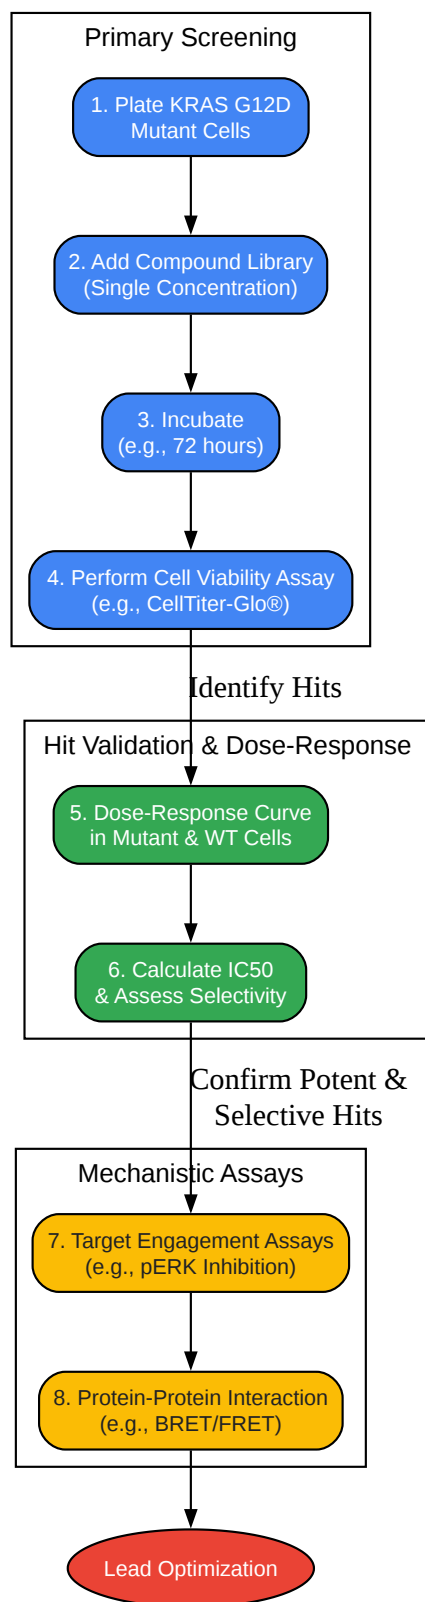 Primary Screening
1. Plate KRAS G12D
Mutant Cells
2. Add Compound Library
(Single Concentration)
3. Incubate
(e.g., 72 hours)
4. Perform Cell Viability Assay
(e.g., CellTiter-Glo®)
Identify Hits
Hit Validation & Dose-Response
5. Dose-Response Curve
in Mutant & WT Cells
6. Calculate IC50
& Assess Selectivity
Confirm Potent &
Selective Hits
Mechanistic Assays
7. Target Engagement Assays
(e.g., pERK Inhibition)
8. Protein-Protein Interaction
(e.g., BRET/FRET)
Lead Optimization